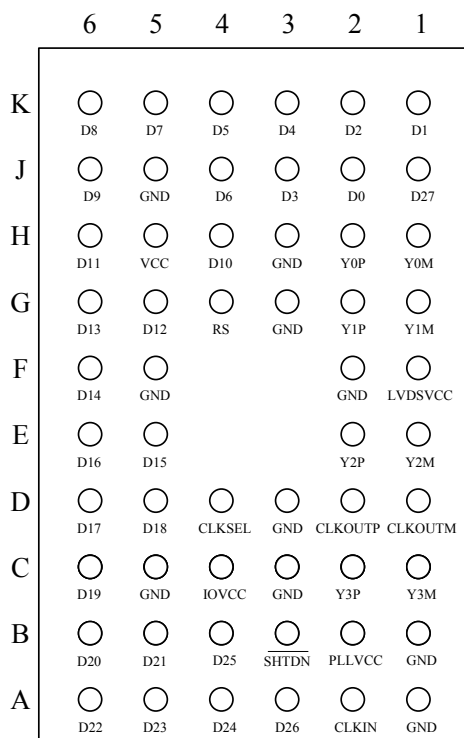 6 5 4 3 2 1
K
D8 D7 D5 D4 D2 D1
J
D9 GND D6 D3 D0 D27
H
D11 VCC D10 GND Y0P Y0M
G
D13 D12 RS GND Y1P Y1M
F
D14 GND GND LVDSVCC
E
D16 D15 Y2P Y2M
D
D17 D18 CLKSEL GND CLKOUTP CLKOUTM
C
D19 GND IOVCC GND Y3P Y3M
B
D20 D21 D25 SHTDN PLLVCC GND
A
D22 D23 D24 D26 CLKIN GND